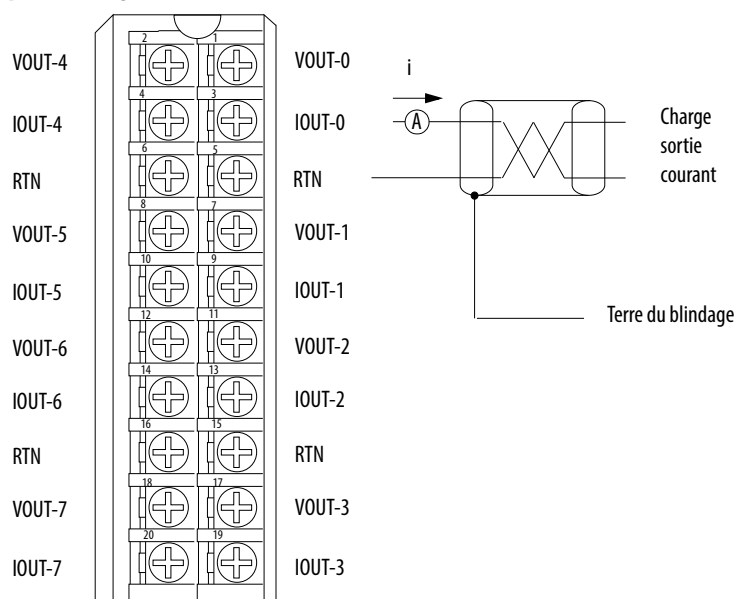 2 1
VOUT-4 VOUT-0
i
4 3
IOUT-4 IOUT-0 A Charge
sortie
courant
6 5
RTN RTN
8 7
VOUT-5 VOUT-1
10 9
IOUT-5 IOUT-1
Terre du blindage
12 11
VOUT-6 VOUT-2
14 13
IOUT-6 IOUT-2
16 15
RTN RTN
18 17
VOUT-7 VOUT-3
20 19
IOUT-7 IOUT-3